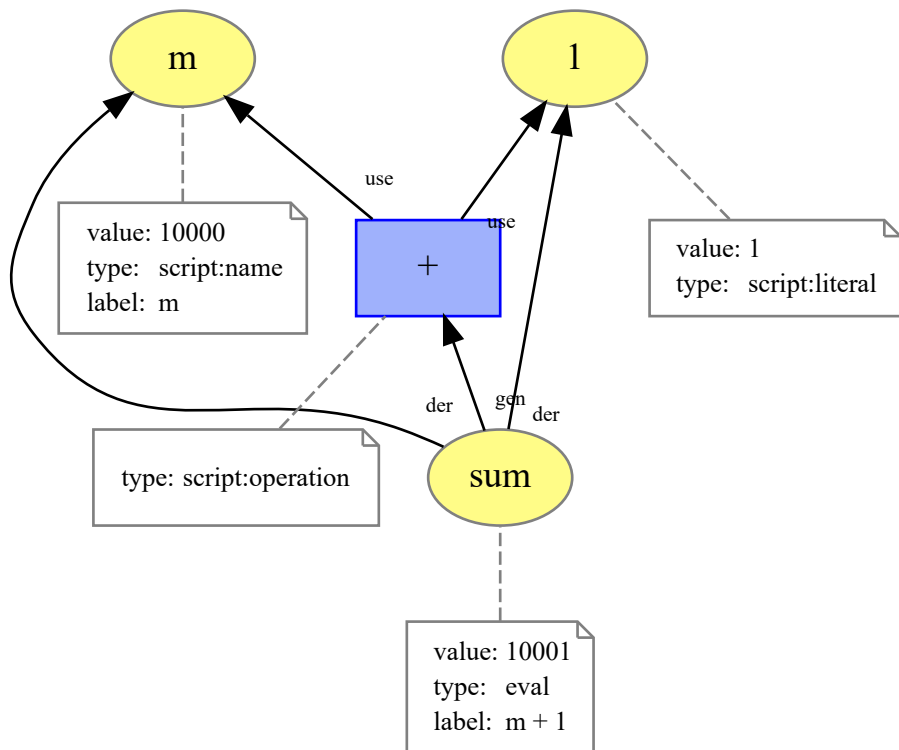 m
1
use
use
value: 10000
type: script:name
label: m
+
value: 1
type: script:literal
der
gen
der
type: script:operation
sum
value: 10001
type: eval
label: m + 1